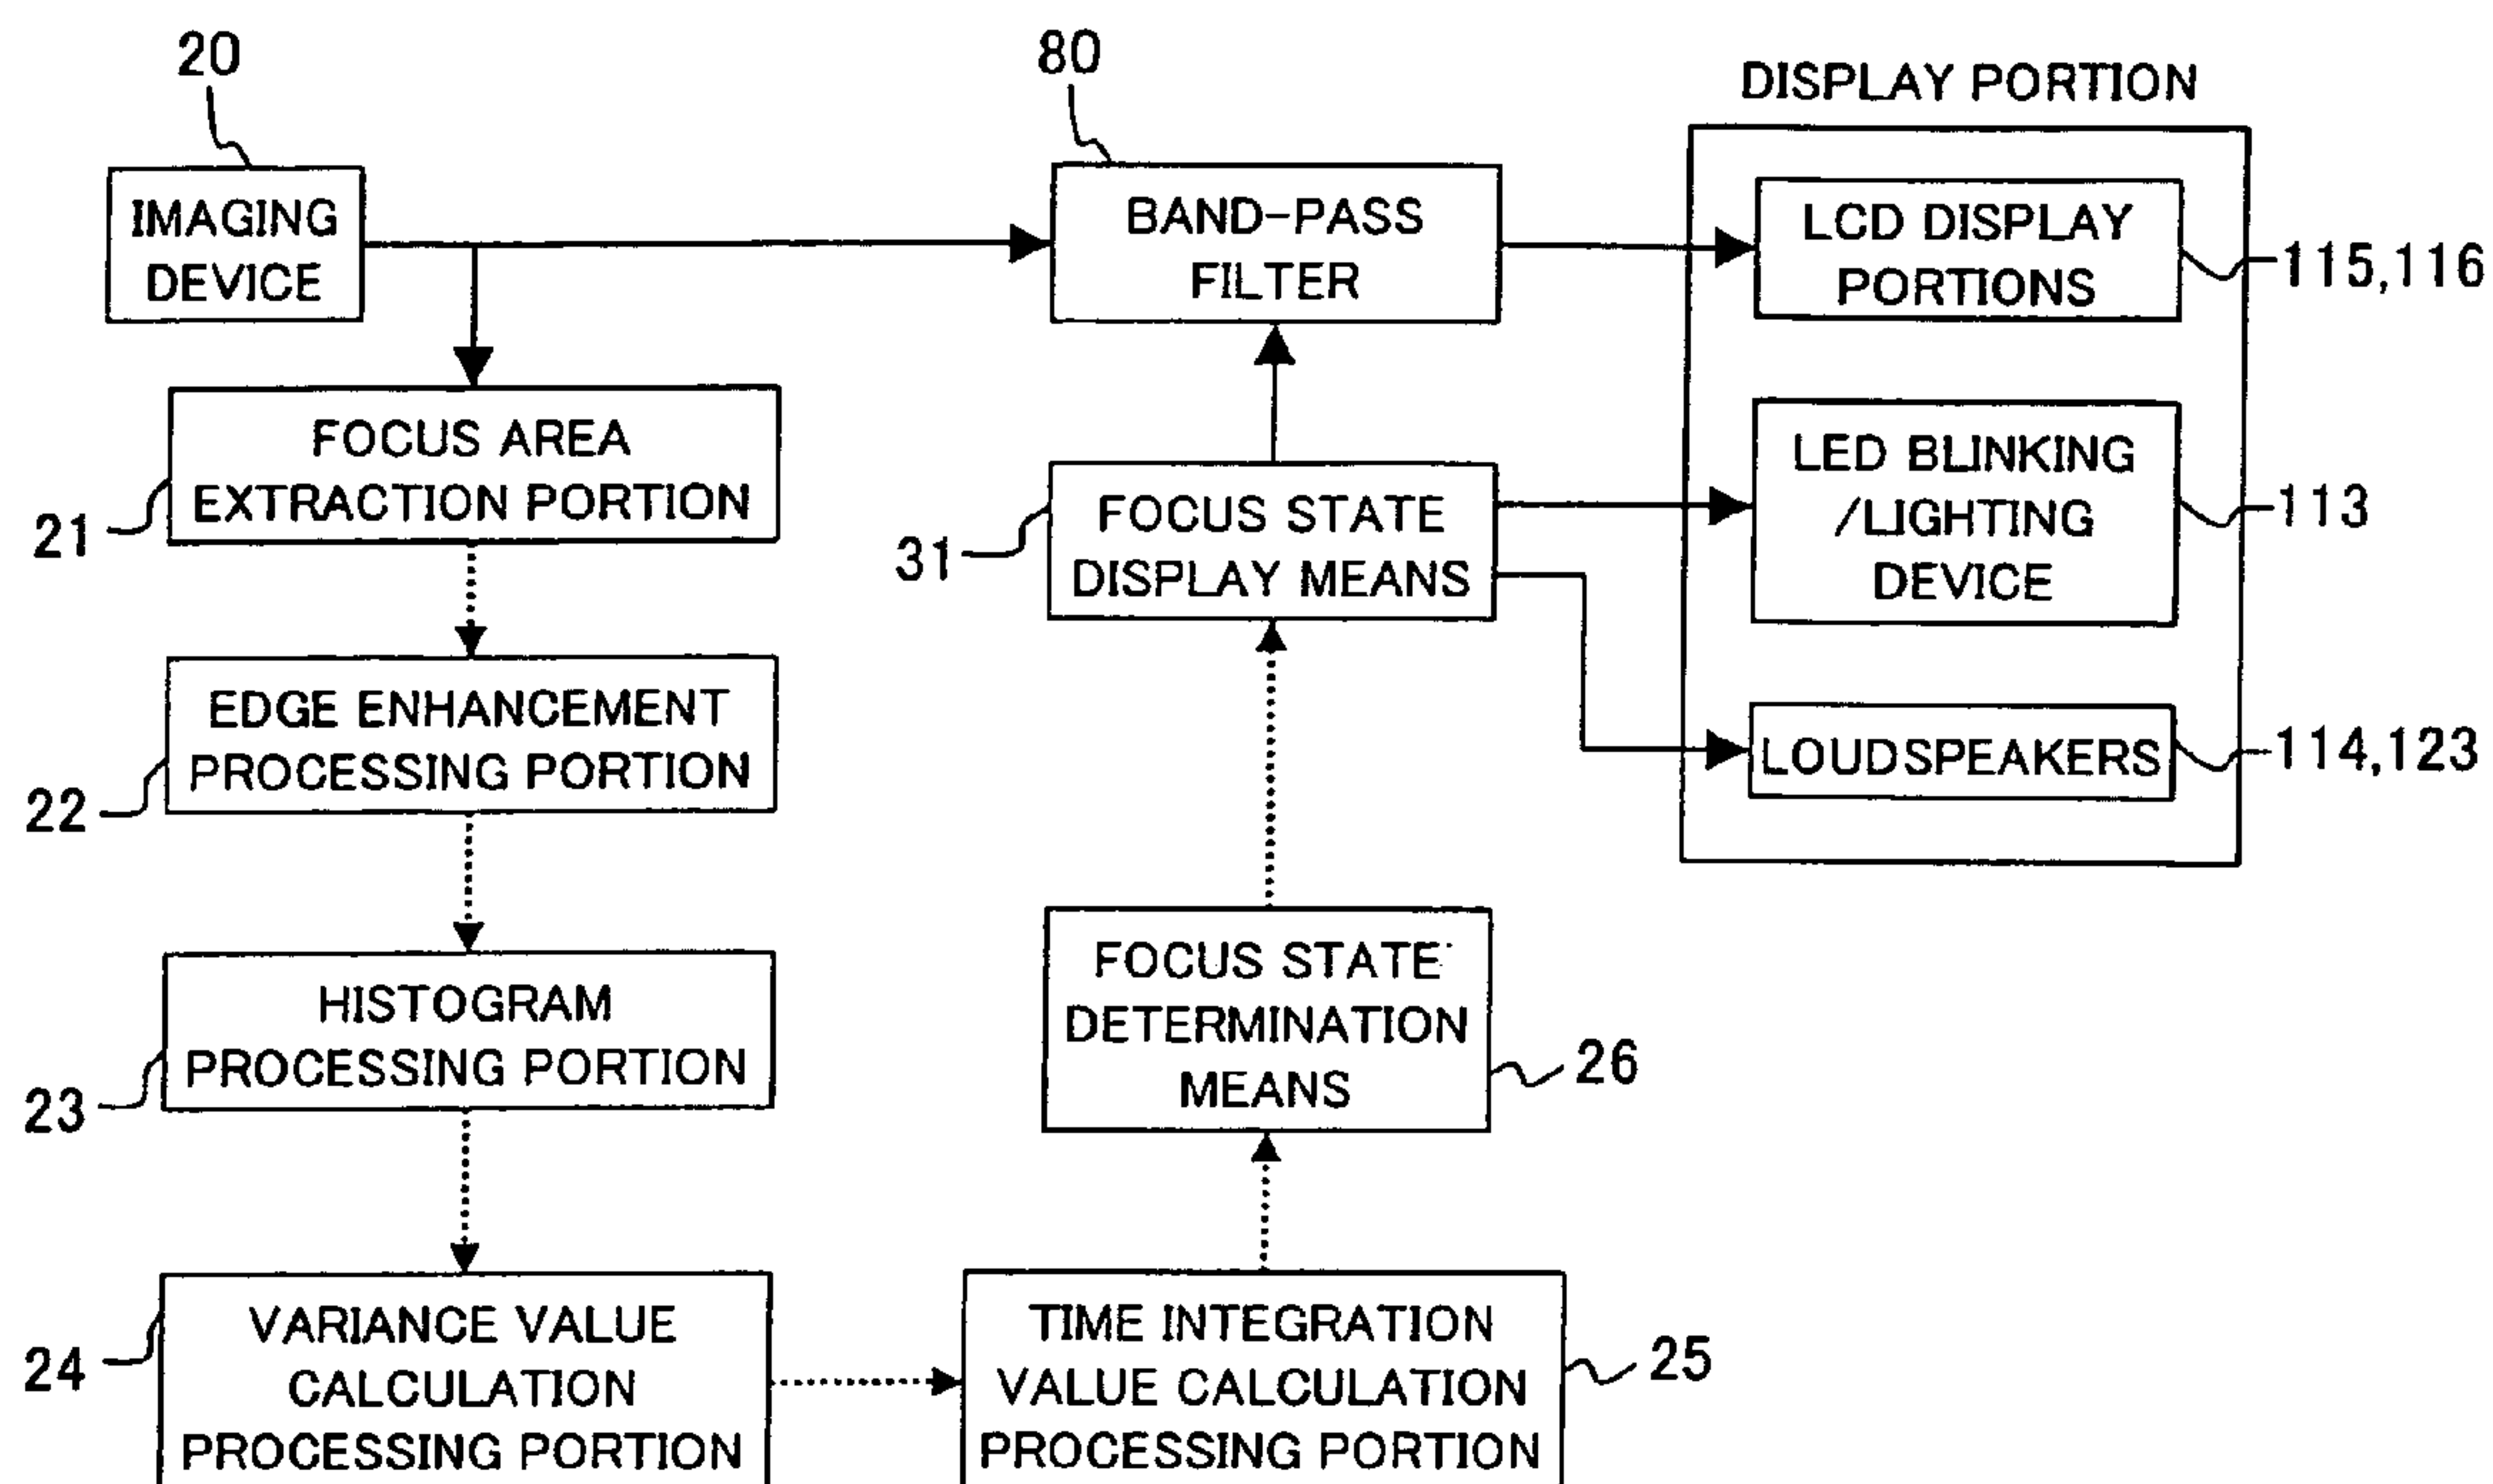 20
80
DISPLAY PORTION
IMAGING
DEVICE
BAND-PASS
FILTER
LCD DISPLAY
PORTIONS
115,116
FOCUS AREA
EXTRACTION PORTION
21
31
FOCUS STATE
DISPLAY MEANS
LED BLINKING
/LIGHTING
DEVICE
113
EDGE ENHANCEMENT
PROCESSING PORTION
22
LOUDSPEAKERS
114,123
HISTOGRAM
PROCESSING PORTION
23
FOCUS STATE
DETERMINATION
MEANS
26
VARIANCE VALUE
CALCULATION
PROCESSING PORTION
24
TIME INTEGRATION
VALUE CALCULATION
PROCESSING PORTION
25